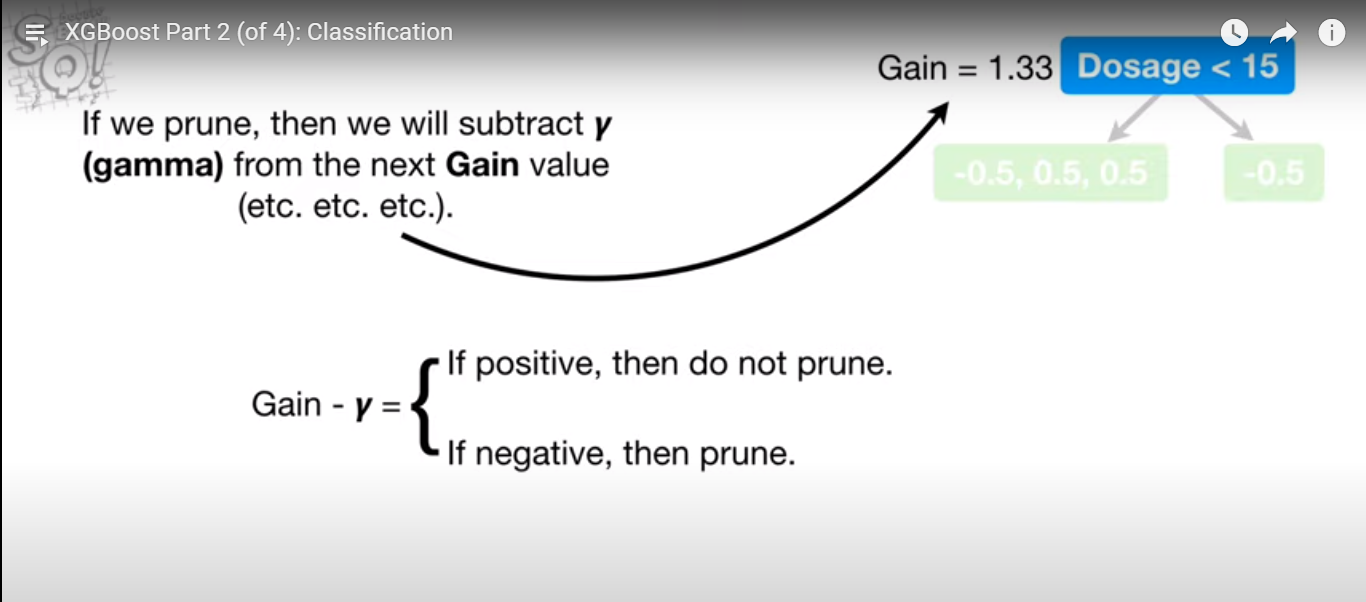 XGBoost Part 2 (of 4): Classification
Gain = 1.33 Dosage < 15
If we prune, then we will subtract γ
(gamma) from the next Gain value
(etc. etc. etc.).
-0.5, 0.5, 0.5 -0.5
If positive, then do not prune.
Gain - γ =
If negative, then prune.